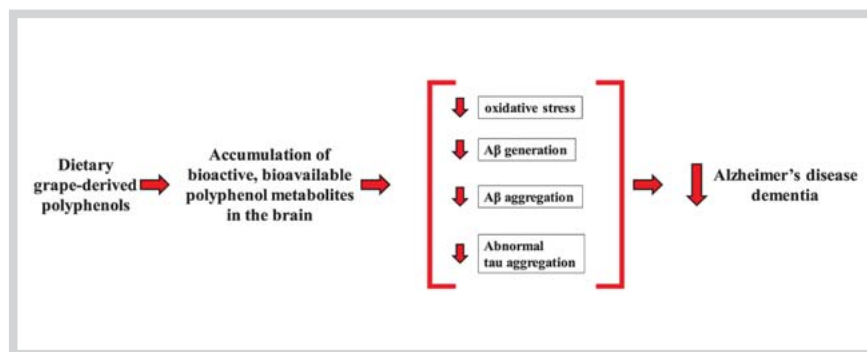 Dietary
grape-derived
polyphenols
Accumulation of
bioactive, bioavailable
polyphenol metabolites
in the brain
oxidative stress
Aβ generation
Aβ aggregation
Abnormal
tau aggregation
Alzheimer's disease
dementia